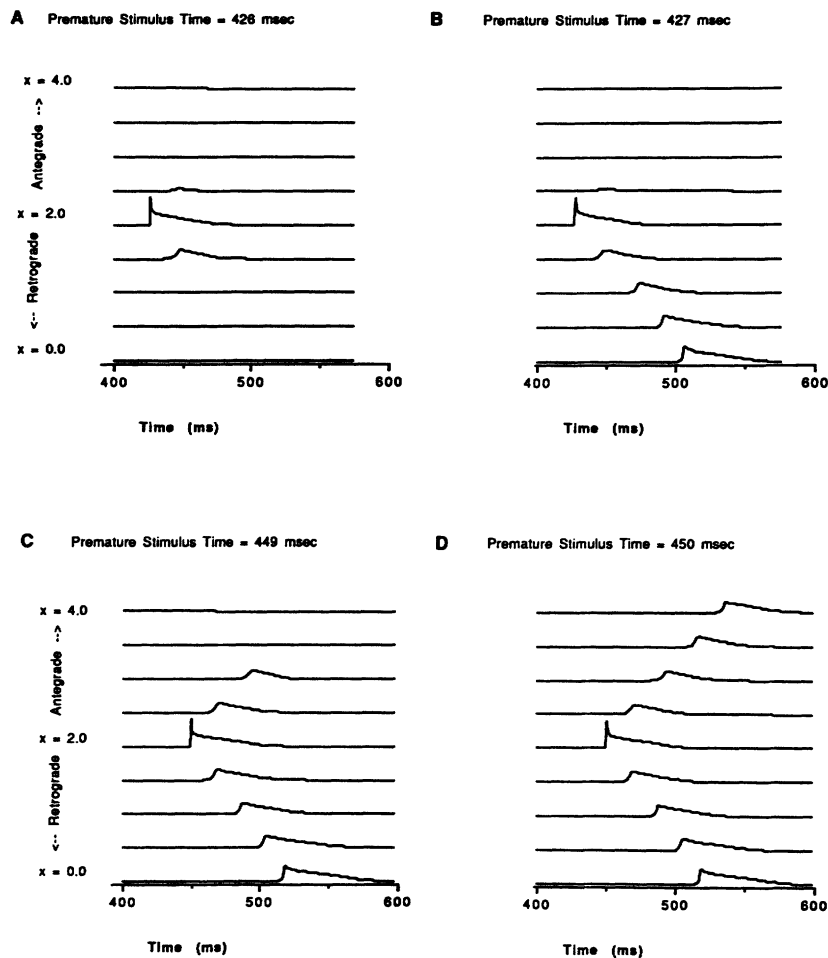 A Premature Stimulus Time = 426 msec
x = 4.0
Antegrade -->
x = 2.0
<-- Retrograde
x = 0.0
400 500 600
Time (ms)
B Premature Stimulus Time = 427 msec
400 500 600
Time (ms)
C Premature Stimulus Time = 449 msec
x = 4.0
Antegrade -->
x = 2.0
<-- Retrograde
x = 0.0
400 500 600
Time (ms)
D Premature Stimulus Time = 450 msec
400 500 600
Time (ms)